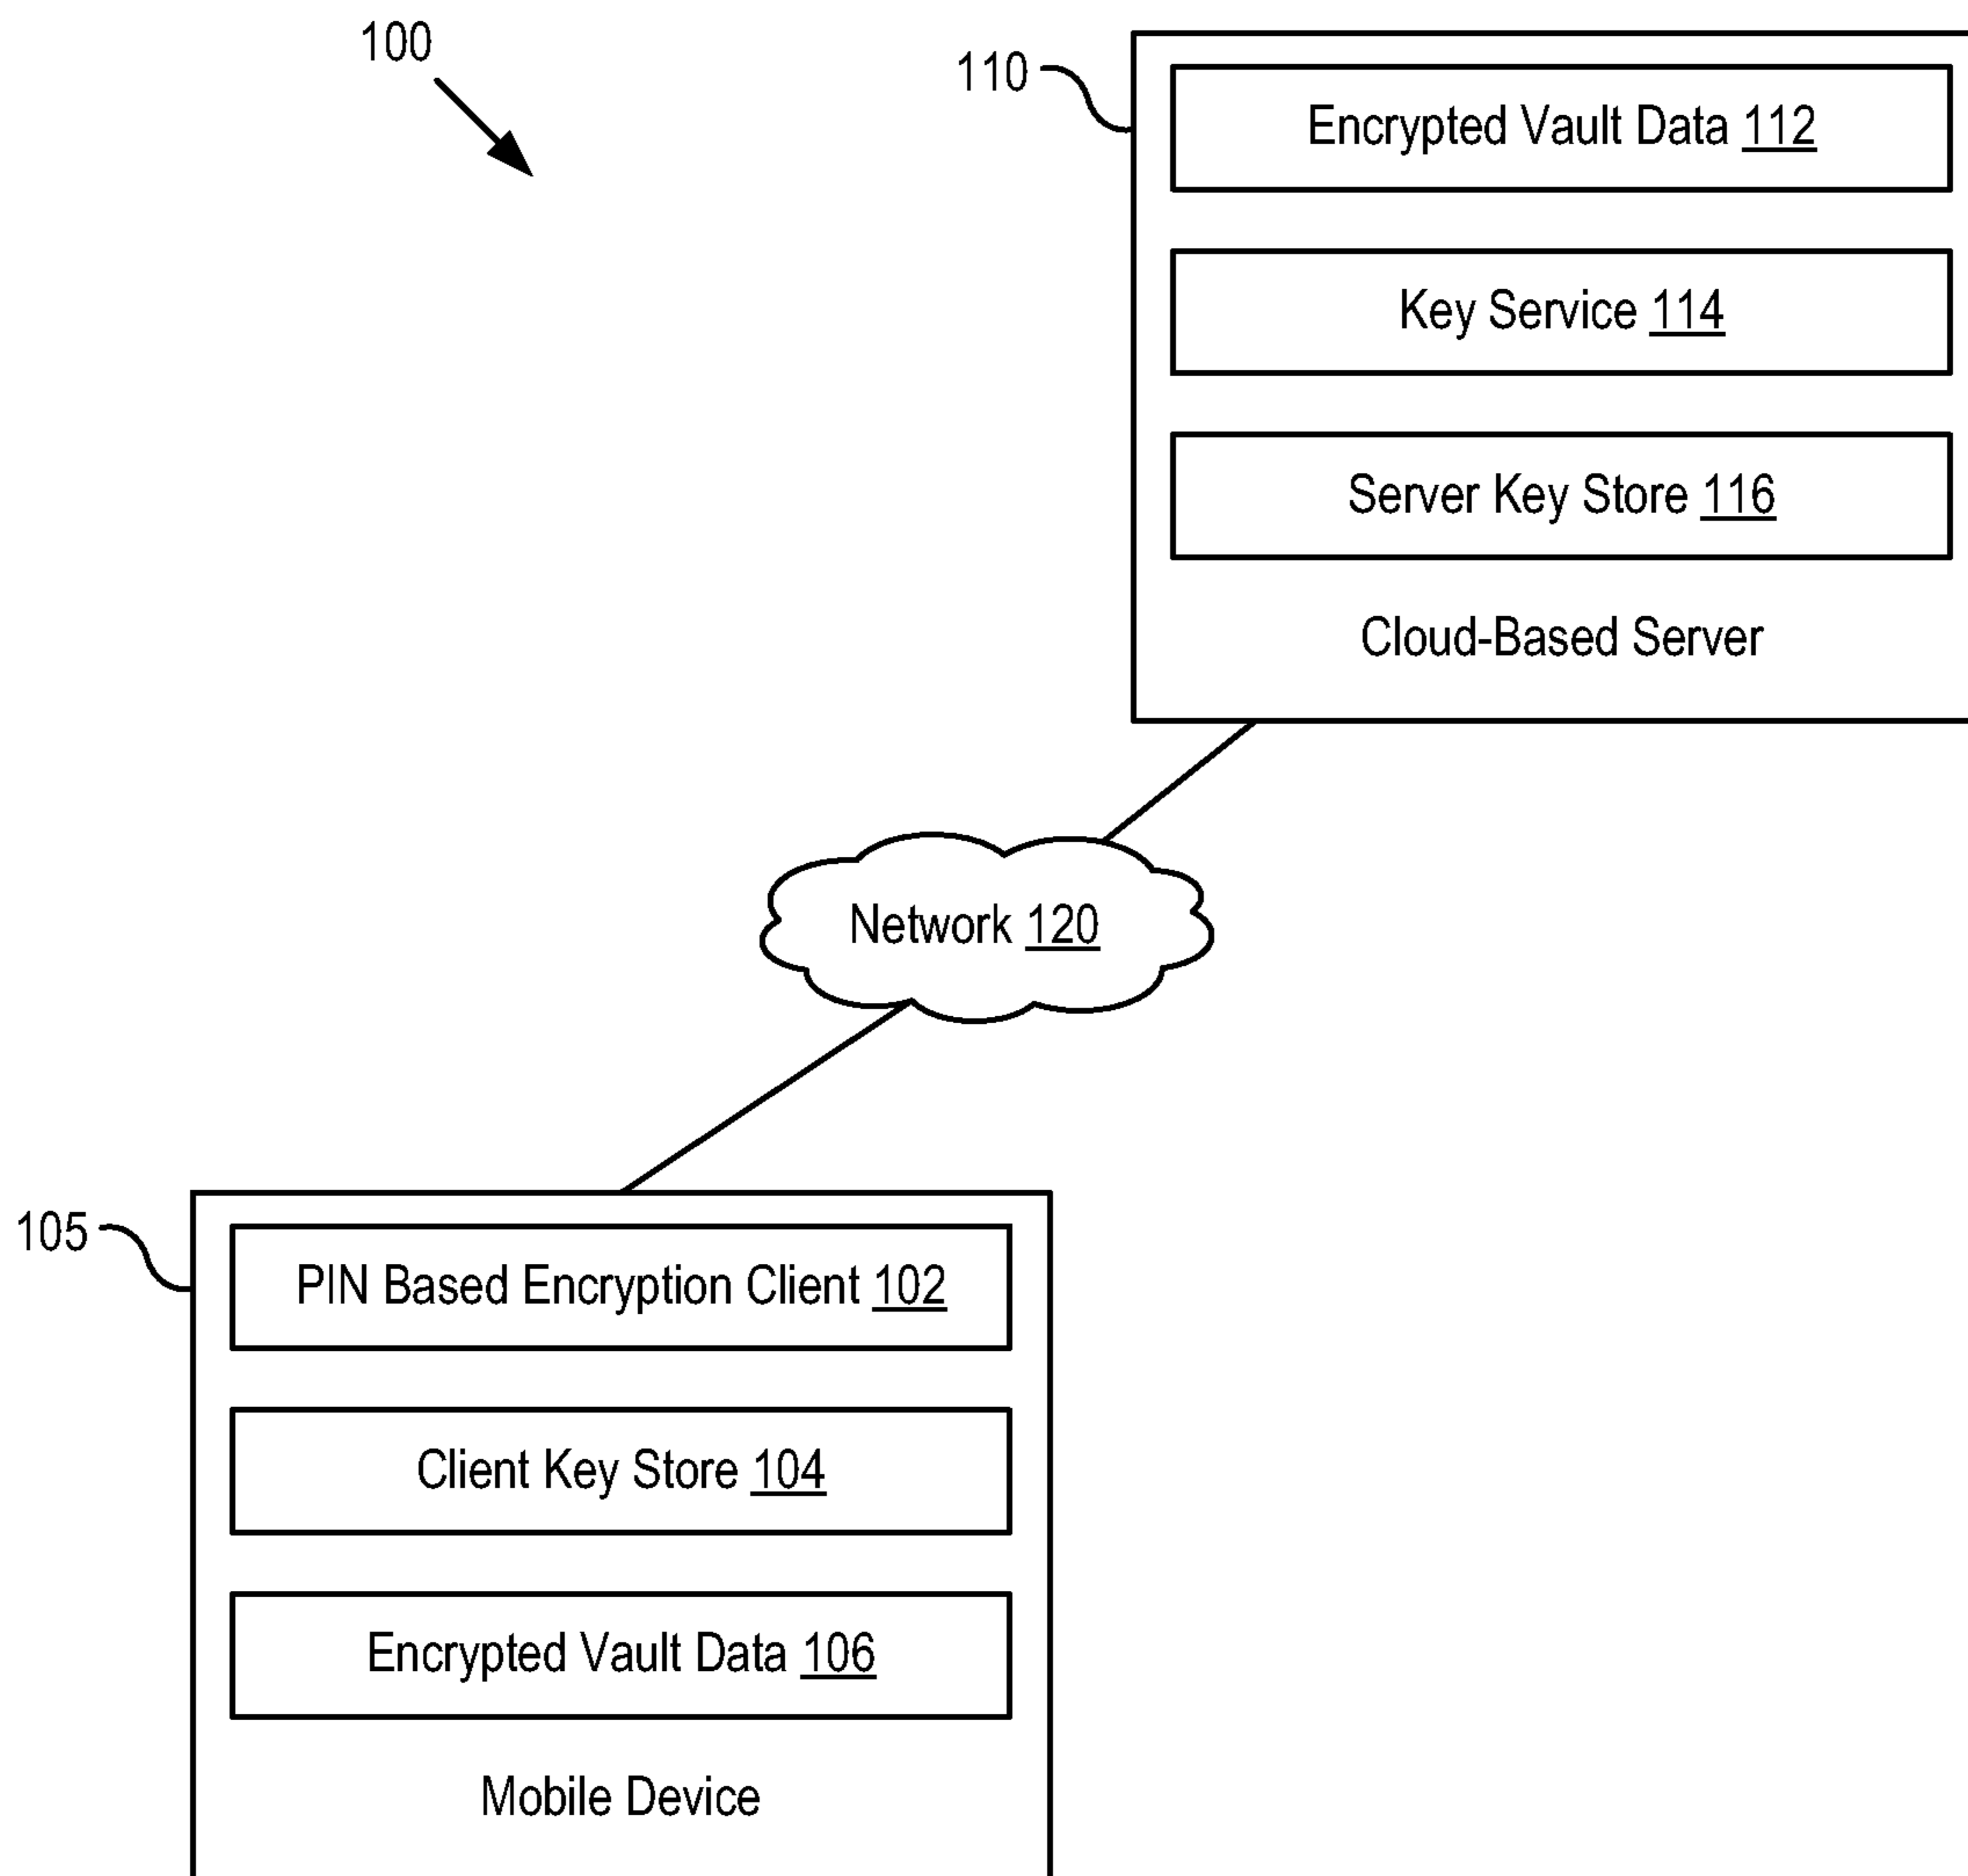 100
110
Encrypted Vault Data 112
Key Service 114
Server Key Store 116
Cloud-Based Server
Network 120
105
PIN Based Encryption Client 102
Client Key Store 104
Encrypted Vault Data 106
Mobile Device